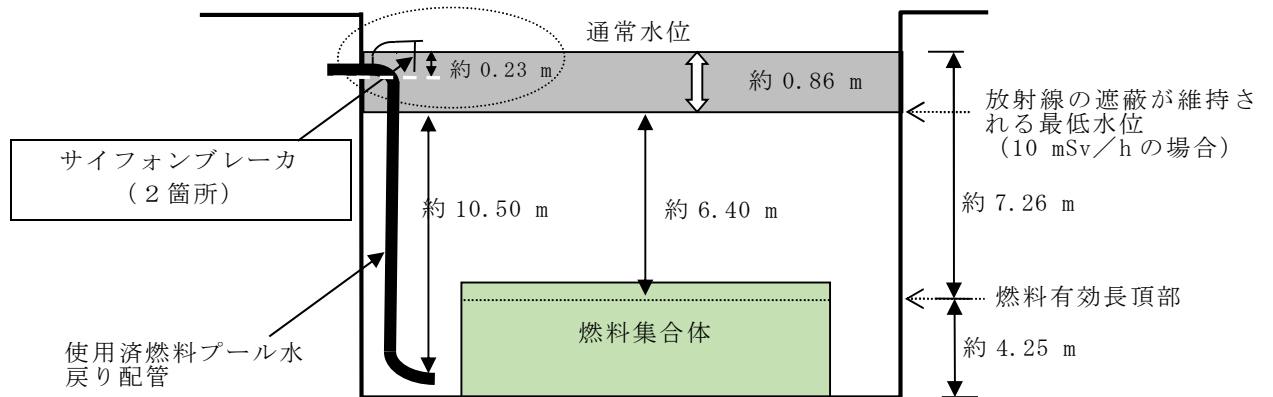 通常水位
約 0.23 m
約 0.86 m
放射線の遮蔽が維持さ
れる最低水位
(10 mSv／h の場合)
サイフォンブレーカ
(２箇所)
約 10.50 m
約 6.40 m
約 7.26 m
燃料有効長頂部
燃料集合体
使用済燃料プール水
戻り配管
約 4.25 m